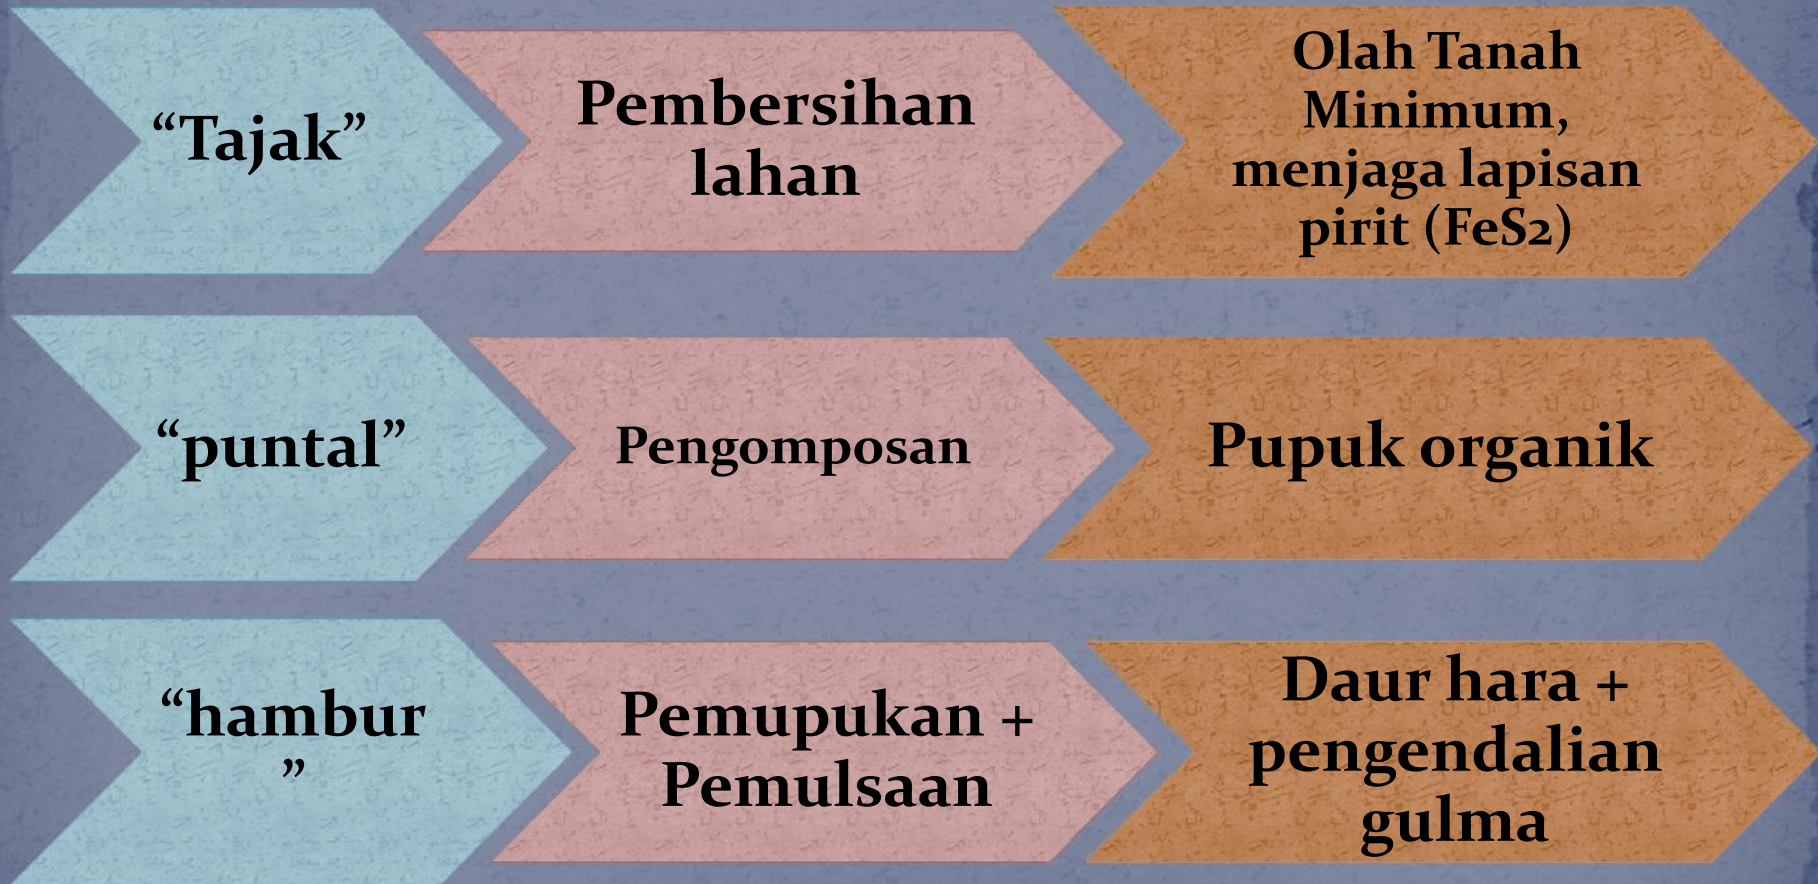 “Tajak”
Pembersihan
lahan
Olah Tanah
Minimum,
menjaga lapisan
pirit (FeS2)
“puntal”
Pengomposan
Pupuk organik
“hambur
”
Pemupukan +
Pemulsaan
Daur hara +
pengendalian
gulma